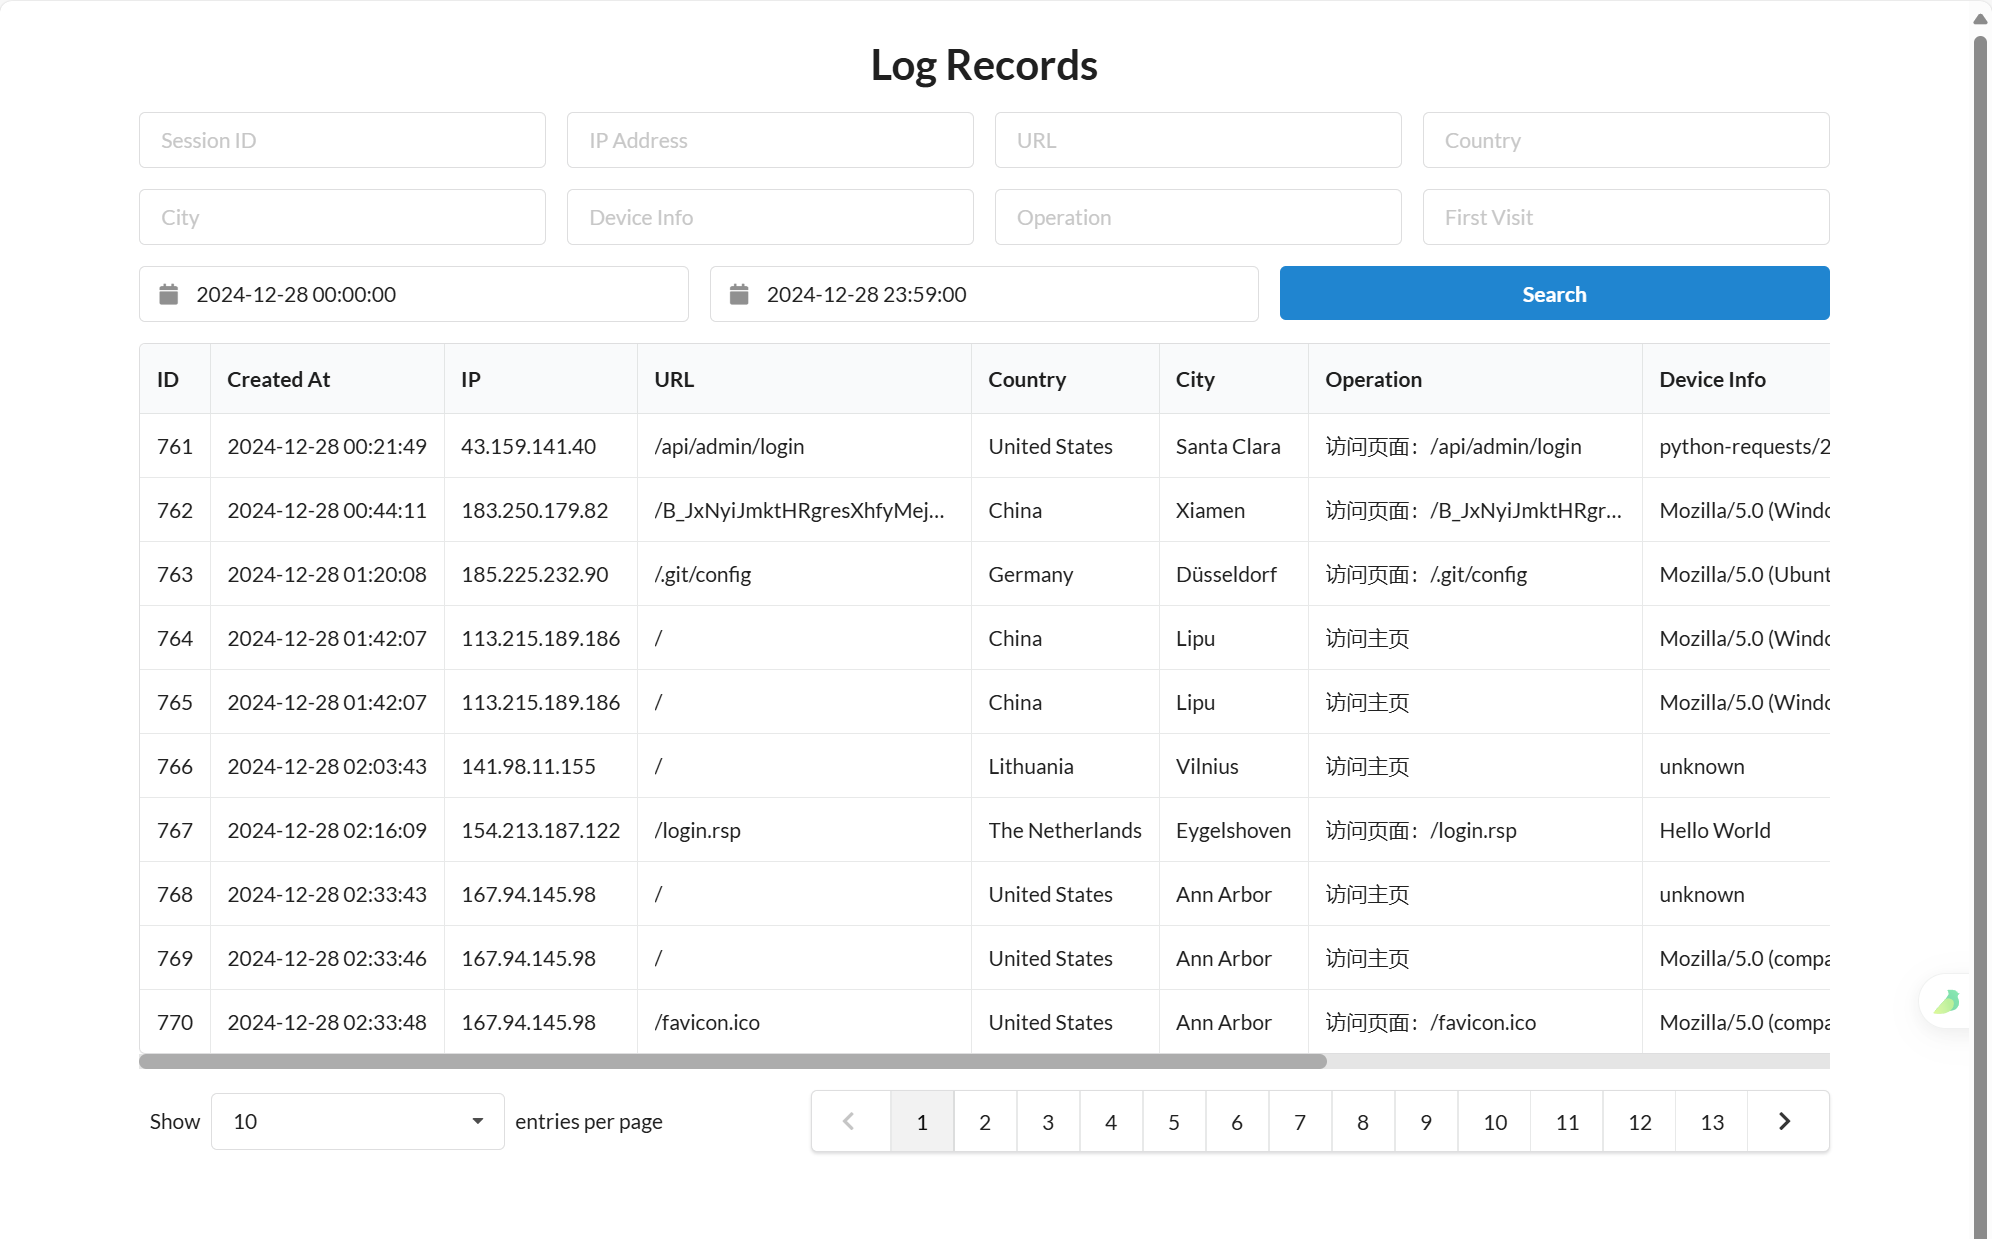 Log Records
Session ID IP Address URL Country
City Device Info Operation First Visit
2024-12-28 00:00:00 2024-12-28 23:59:00 Search
ID Created At IP URL Country City Operation Device Info
761 2024-12-28 00:21:49 43.159.141.40 /api/admin/login United States Santa Clara 访问页面：/api/admin/login python-requests/2
762 2024-12-28 00:44:11 183.250.179.82 /B_JxNyiJmktHRgresXhfyMej... China Xiamen 访问页面：/B_JxNyiJmktHRgr... Mozilla/5.0 (Windo
763 2024-12-28 01:20:08 185.225.232.90 /.git/config Germany Düsseldorf 访问页面：/.git/config Mozilla/5.0 (Ubunt
764 2024-12-28 01:42:07 113.215.189.186 / China Lipu 访问主页 Mozilla/5.0 (Windo
765 2024-12-28 01:42:07 113.215.189.186 / China Lipu 访问主页 Mozilla/5.0 (Windo
766 2024-12-28 02:03:43 141.98.11.155 / Lithuania Vilnius 访问主页 unknown
767 2024-12-28 02:16:09 154.213.187.122 /login.rsp The Netherlands Eygelshoven 访问页面：/login.rsp Hello World
768 2024-12-28 02:33:43 167.94.145.98 / United States Ann Arbor 访问主页 unknown
769 2024-12-28 02:33:46 167.94.145.98 / United States Ann Arbor 访问主页 Mozilla/5.0 (compa
770 2024-12-28 02:33:48 167.94.145.98 /favicon.ico United States Ann Arbor 访问页面：/favicon.ico Mozilla/5.0 (compa
Show 10 entries per page 1 2 3 4 5 6 7 8 9 10 11 12 13